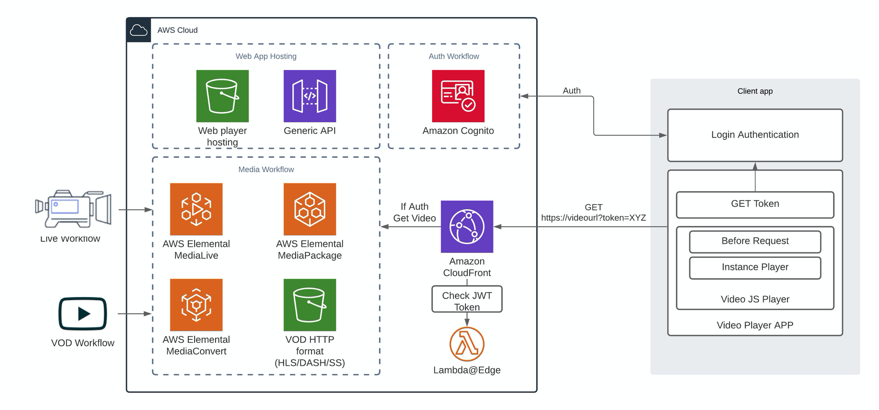 AWS Cloud
Web App Hosting
Web player
hosting
Generic API
Auth Workflow
Amazon Cognito
Media Workflow
AWS Elemental
MediaLive
AWS Elemental
MediaPackage
AWS Elemental
MediaConvert
VOD HTTP
format
(HLS/DASH/SS)
Live Workflow
VOD Workflow
If Auth
Get Video
Amazon
CloudFront
Check JWT
Token
Lambda@Edge
Auth
GET
https://videourl?token=XYZ
Client app
Login Authentication
GET Token
Before Request
Instance Player
Video JS Player
Video Player APP